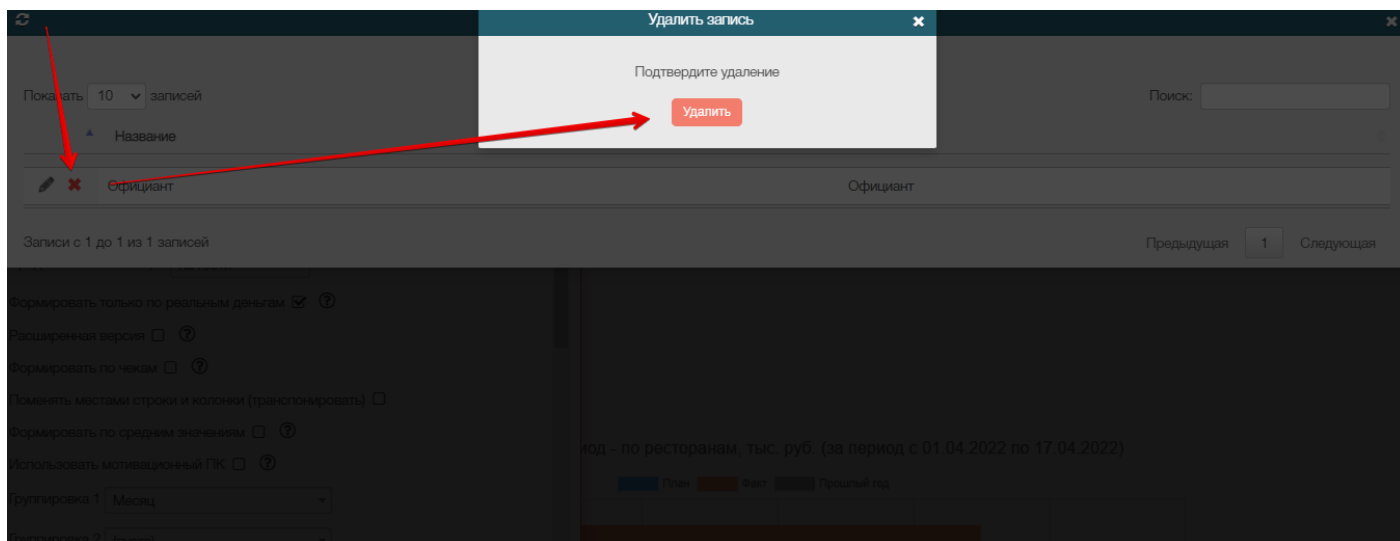 Удалить запись
Подтвердите удаление
Показать 10 записей
Поиск:
Удалить
Название
Официант Официант
Записи с 1 до 1 из 1 записей
Предыдущая 1 Следующая
Формировать только по реальным деньгам
Расширенная версия
Формировать по чекам
Поменять местами строки и колонки (транспонировать)
Формировать по средним значениям
- по ресторанам, тыс. руб. (за период с 01.04.2022 по 17.04.2022)
Использовать мотивационный ПК
План Факт Прошлый год
Группировка 1 Месяц
Группировка 2